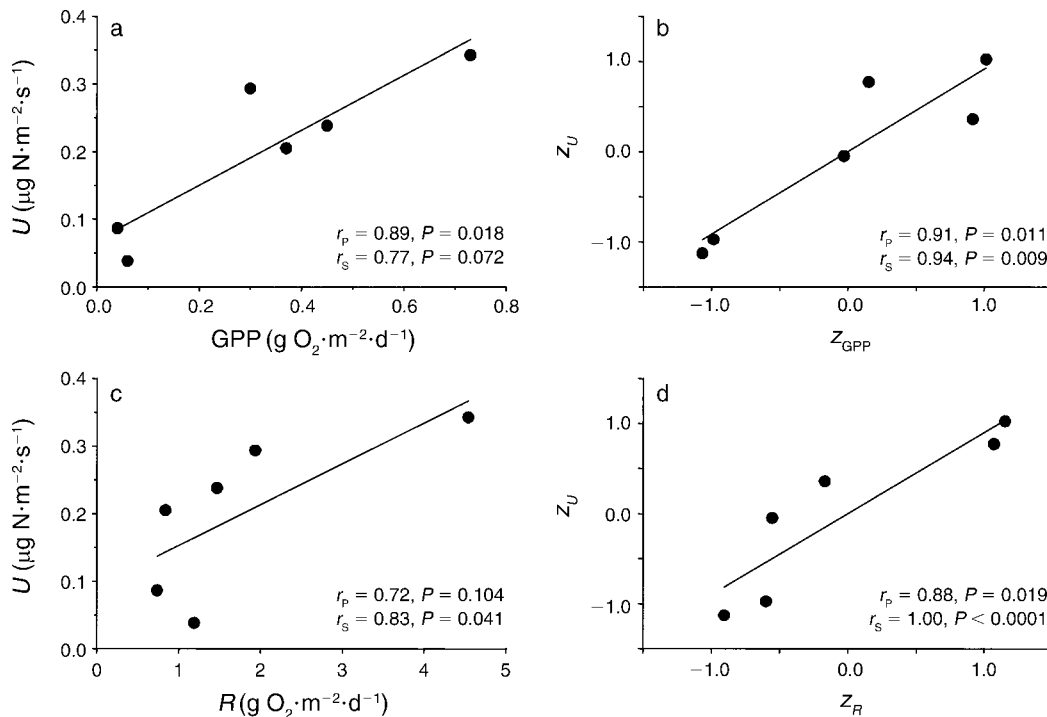 a
0.4
0.3
0.2
0.1
0.0
U (µg N·m⁻²·s⁻¹)
r_P = 0.89, P = 0.018
r_S = 0.77, P = 0.072
0.0 0.2 0.4 0.6 0.8
GPP (g O₂·m⁻²·d⁻¹)
b
1.0
0.0
−1.0
z_U
r_P = 0.91, P = 0.011
r_S = 0.94, P = 0.009
−1.0 0.0 1.0
z_GPP
c
0.4
0.3
0.2
0.1
0.0
U (µg N·m⁻²·s⁻¹)
r_P = 0.72, P = 0.104
r_S = 0.83, P = 0.041
0 1 2 3 4 5
R (g O₂·m⁻²·d⁻¹)
d
1.0
0.0
−1.0
z_U
r_P = 0.88, P = 0.019
r_S = 1.00, P < 0.0001
−1.0 0.0 1.0
z_R